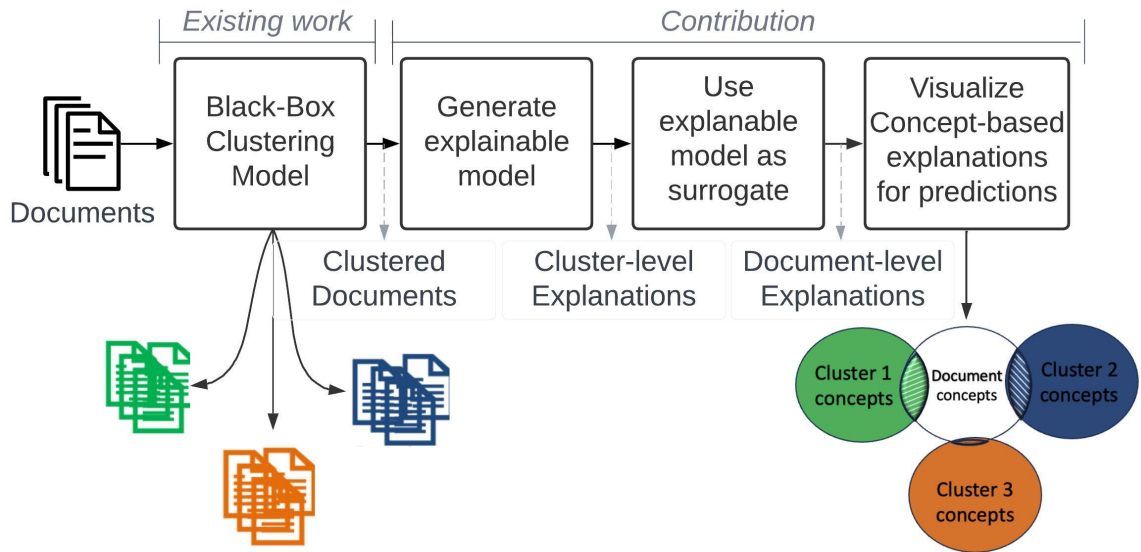 Existing work
Contribution
Documents
Black-Box
Clustering
Model
Generate
explainable
model
Use
explanable
model as
surrogate
Visualize
Concept-based
explanations
for predictions
Clustered
Documents
Cluster-level
Explanations
Document-level
Explanations
Cluster 1
concepts
Document
concepts
Cluster 2
concepts
Cluster 3
concepts